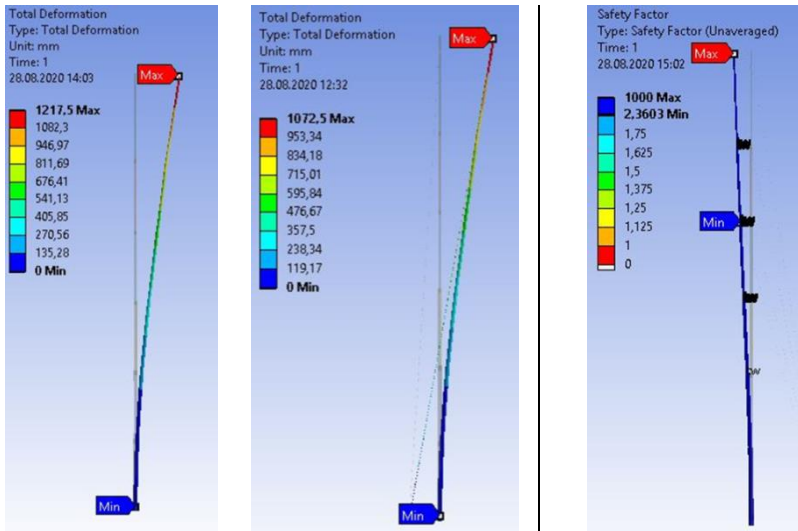 Total Deformation
Type: Total Deformation
Unit: mm
Time: 1
28.08.2020 14:03
Max
1217,5 Max
1082,3
946,97
811,69
676,41
541,13
405,85
270,56
135,28
0 Min
Min
Total Deformation
Type: Total Deformation
Unit: mm
Time: 1
28.08.2020 12:32
Max
1072,5 Max
953,34
834,18
715,01
595,84
476,67
357,5
238,34
119,17
0 Min
Min
Safety Factor
Type: Safety Factor (Unaveraged)
Time: 1
28.08.2020 15:02
Max
1000 Max
2,3603 Min
1,75
1,625
1,5
1,375
1,25
1,125
1
0
Min